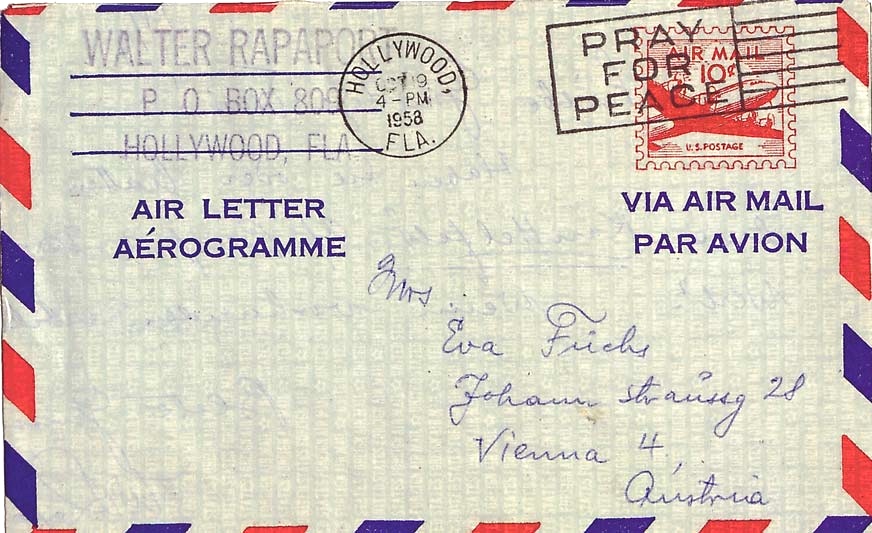 WALTER RAPAPORT
P O BOX 809
HOLLYWOOD, FLA.
HOLLYWOOD,
OCT 9
4-PM
1958
FLA.
PRAY
FOR
PEACE
AIR MAIL
10¢
U.S. POSTAGE
AIR LETTER
AÉROGRAMME
VIA AIR MAIL
PAR AVION
Mrs
Eva Fuchs
Johann Straussg 28
Vienna 4
Austria